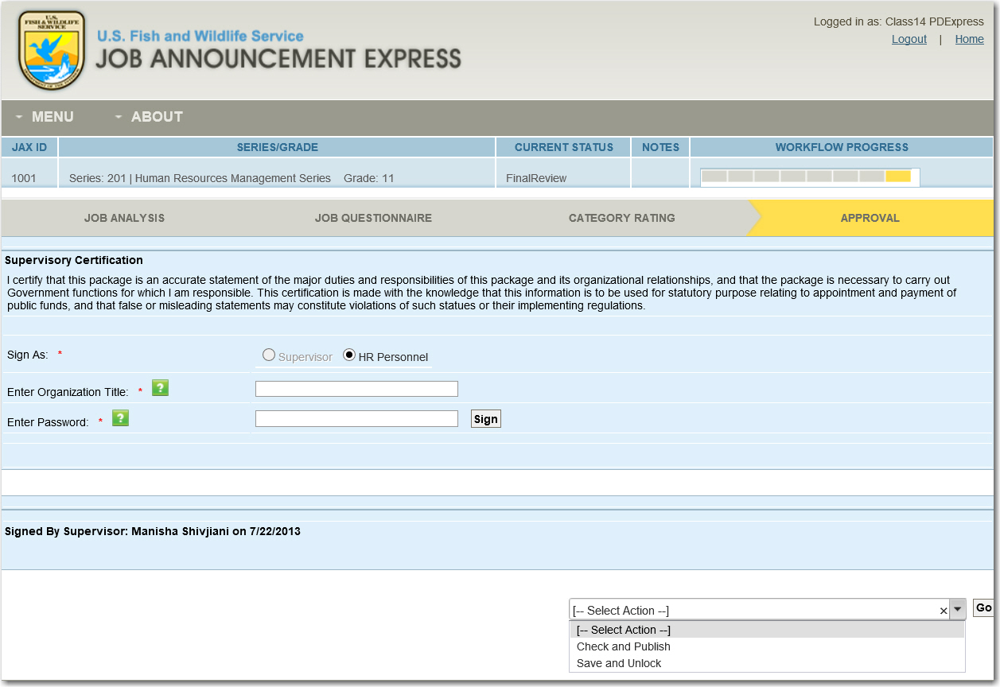 U.S.
FISH & WILDLIFE
SERVICE
U.S. Fish and Wildlife Service
JOB ANNOUNCEMENT EXPRESS
Logged in as: Class14 PDExpress
Logout | Home
MENU ABOUT
JAX ID SERIES/GRADE CURRENT STATUS NOTES WORKFLOW PROGRESS
1001 Series: 201 | Human Resources Management Series Grade: 11 FinalReview
JOB ANALYSIS JOB QUESTIONNAIRE CATEGORY RATING APPROVAL
Supervisory Certification
I certify that this package is an accurate statement of the major duties and responsibilities of this package and its organizational relationships, and that the package is necessary to carry out
Government functions for which I am responsible. This certification is made with the knowledge that this information is to be used for statutory purpose relating to appointment and payment of
public funds, and that false or misleading statements may constitute violations of such statues or their implementing regulations.
Sign As: * Supervisor HR Personnel
Enter Organization Title: * ?
Enter Password: * ? Sign
Signed By Supervisor: Manisha Shivjiani on 7/22/2013
[-- Select Action --] × Go
[-- Select Action --]
Check and Publish
Save and Unlock